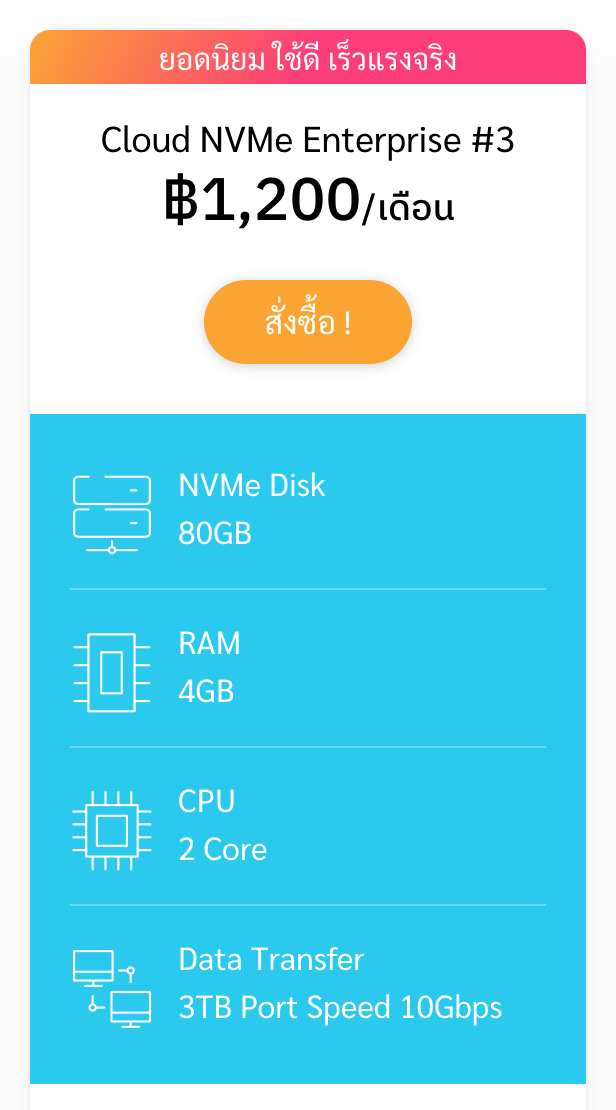 ยอดนิยม ใช้ดี เร็วแรงจริง
Cloud NVMe Enterprise #3
฿1,200/เดือน
สั่งซื้อ !
NVMe Disk
80GB
RAM
4GB
CPU
2 Core
Data Transfer
3TB Port Speed 10Gbps